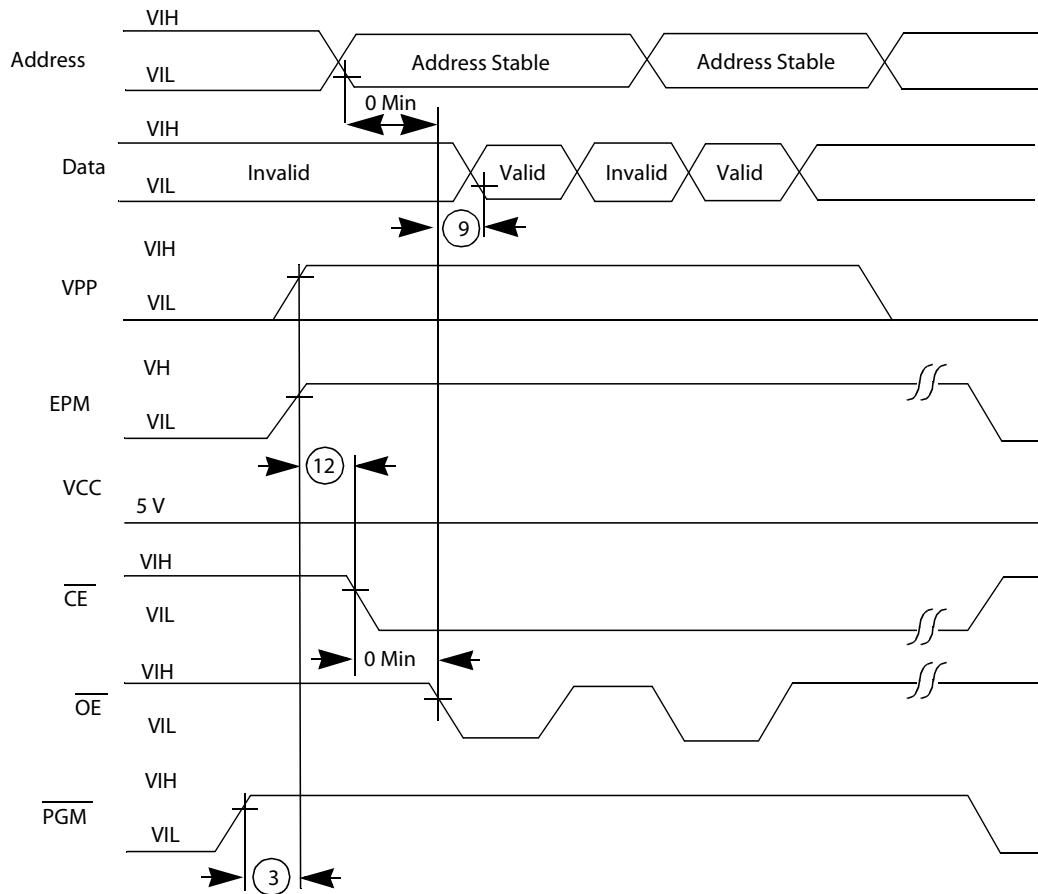 VIH
Address
VIL
Address Stable
Address Stable
0 Min
VIH
Data
VIL
Invalid
Valid
Invalid
Valid
9
VIH
VPP
VIL
VH
EPM
VIL
12
VCC
5 V
VIH
CE
VIL
0 Min
VIH
OE
VIL
VIH
PGM
VIL
3